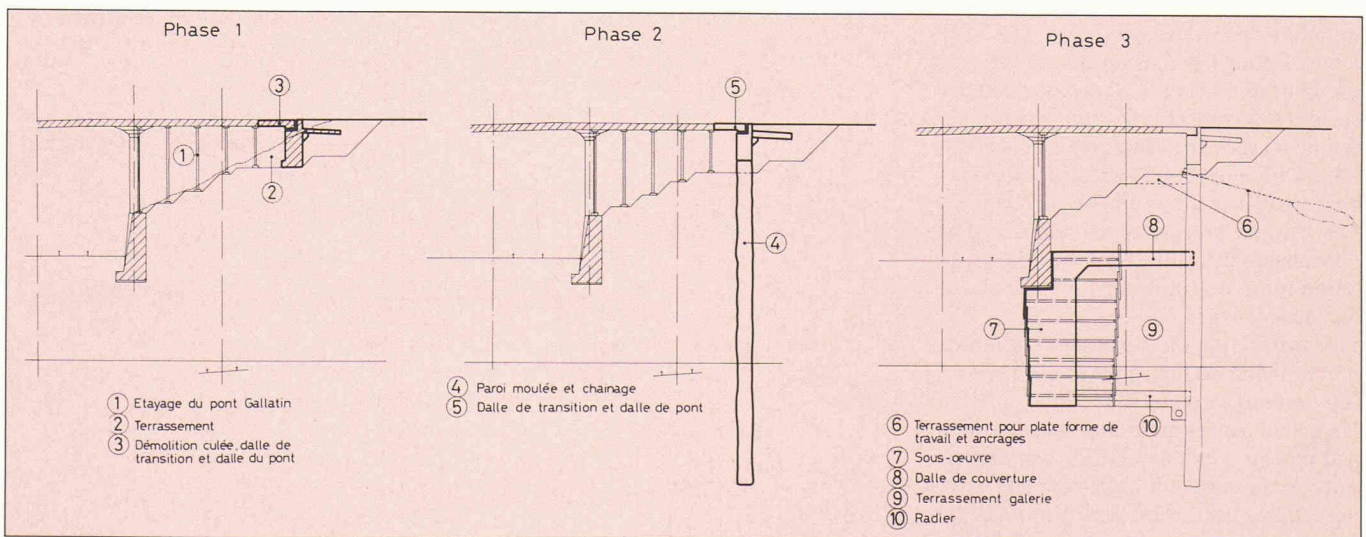 Phase 1
Phase 2
Phase 3
3
1
2
5
4
6
8
7
9
10
1 Etayage du pont Gallatin
2 Terrassement
3 Démolition culée, dalle de
transition et dalle du pont
4 Paroi moulée et chainage
5 Dalle de transition et dalle de pont
6 Terrassement pour plate forme de
travail et ancrages
7 Sous-œuvre
8 Dalle de couverture
9 Terrassement galerie
10 Radier